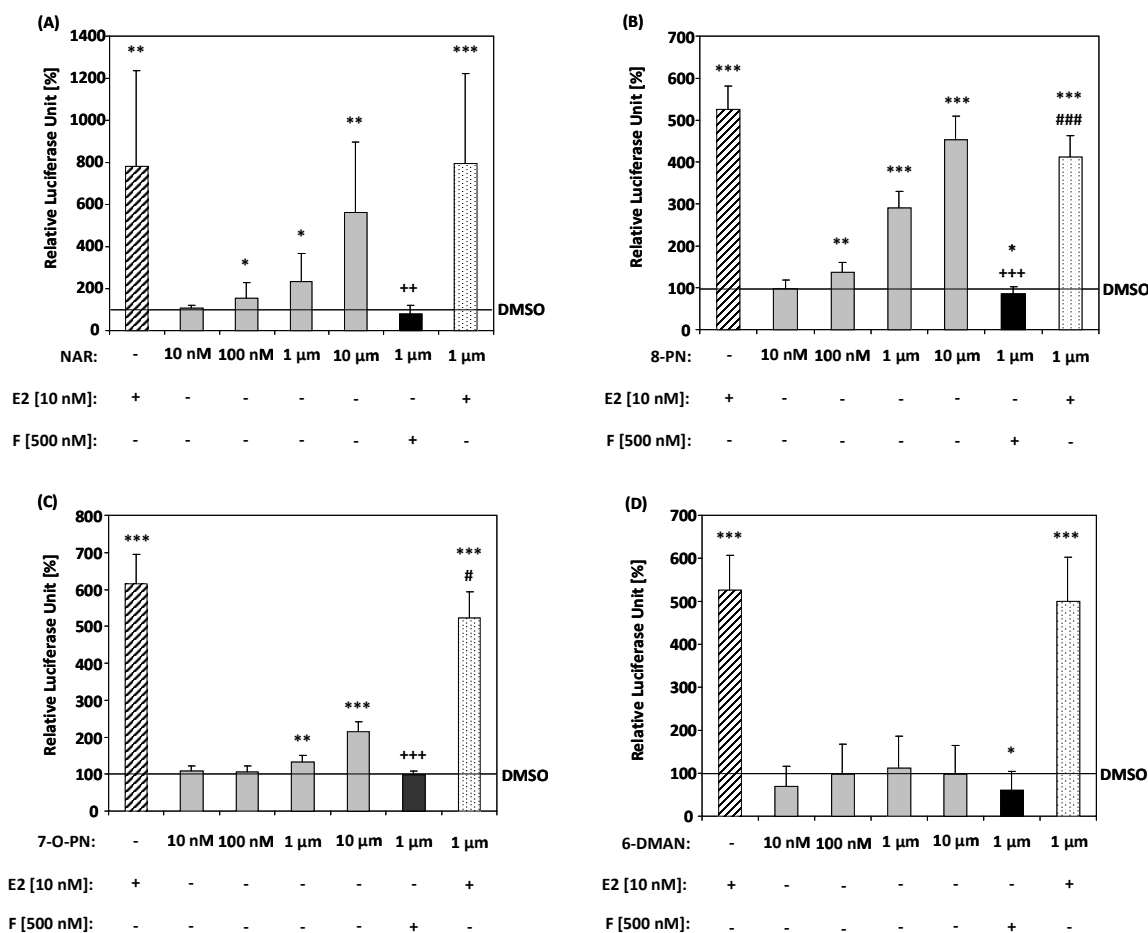 (A)
Relative Luciferase Unit [%]
1400
1200
1000
800
600
400
200
0
** * * ** ++ ***
DMSO
NAR: - 10 nM 100 nM 1 µm 10 µm 1 µm 1 µm
E2 [10 nM]: + - - - - - +
F [500 nM]: - - - - - + -
(B)
Relative Luciferase Unit [%]
700
600
500
400
300
200
100
0
*** ** *** *** * ***
+++ ###
DMSO
8-PN: - 10 nM 100 nM 1 µm 10 µm 1 µm 1 µm
E2 [10 nM]: + - - - - - +
F [500 nM]: - - - - - + -
(C)
Relative Luciferase Unit [%]
800
700
600
500
400
300
200
100
0
*** ** *** +++ ***
#
DMSO
7-O-PN: - 10 nM 100 nM 1 µm 10 µm 1 µm 1 µm
E2 [10 nM]: + - - - - - +
F [500 nM]: - - - - - + -
(D)
Relative Luciferase Unit [%]
700
600
500
400
300
200
100
0
*** * ***
DMSO
6-DMAN: - 10 nM 100 nM 1 µm 10 µm 1 µm 1 µm
E2 [10 nM]: + - - - - - +
F [500 nM]: - - - - - + -